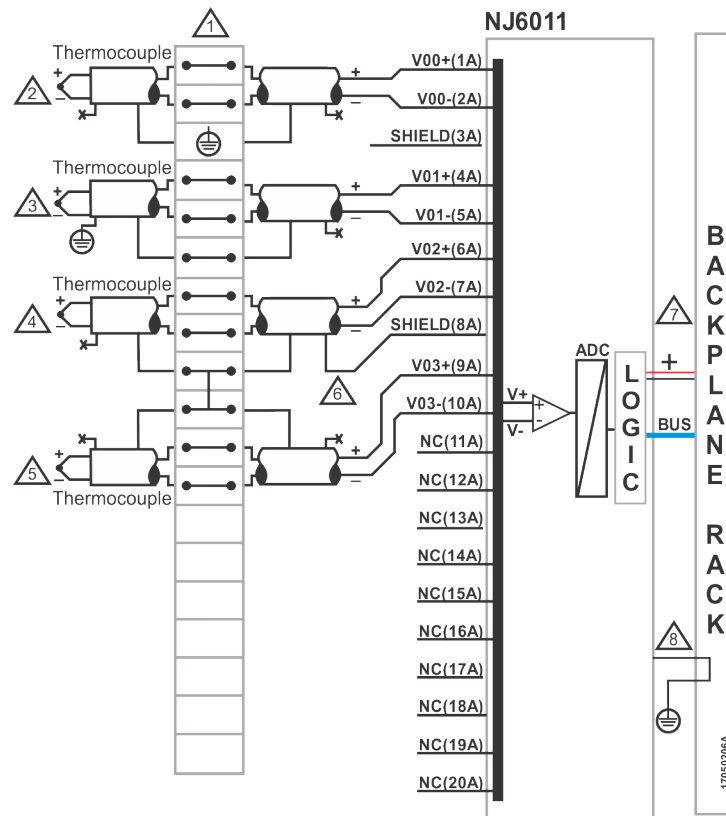 NJ6011
1
Thermocouple
+
–
2
+
–
V00+(1A)
V00-(2A)
SHIELD(3A)
Thermocouple
+
–
3
+
–
V01+(4A)
V01-(5A)
V02+(6A)
Thermocouple
+
–
4
+
–
V02-(7A)
SHIELD(8A)
6
V03+(9A)
V03-(10A)
+
–
5
Thermocouple
+
–
NC(11A)
NC(12A)
NC(13A)
NC(14A)
NC(15A)
NC(16A)
NC(17A)
NC(18A)
NC(19A)
NC(20A)
V+
V-
+
-
ADC
LOGIC
7
+
BUS
8
BACKPLANE RACK
17050206A